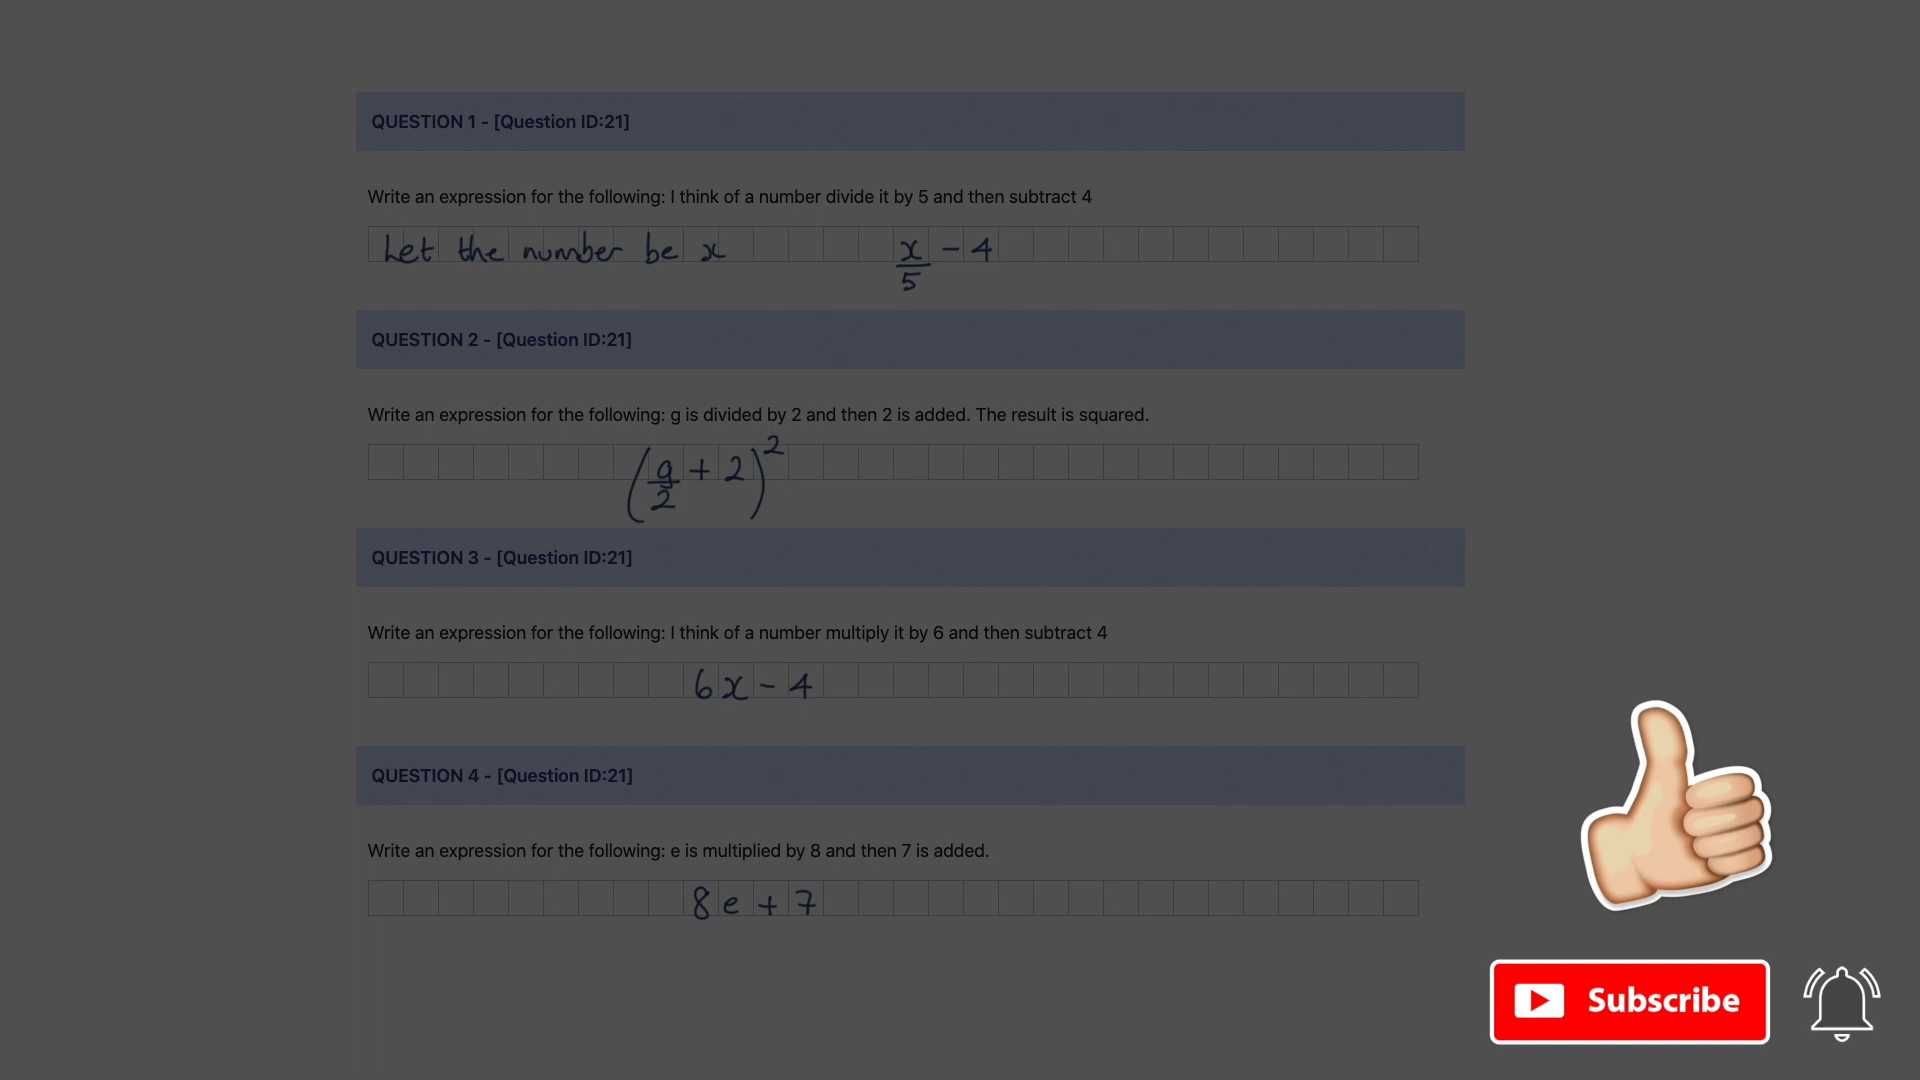 QUESTION 1 - [Question ID:21]
Write an expression for the following: I think of a number divide it by 5 and then subtract 4
Let the number be x x/5 - 4
QUESTION 2 - [Question ID:21]
Write an expression for the following: g is divided by 2 and then 2 is added. The result is squared.
(g/2 + 2)²
QUESTION 3 - [Question ID:21]
Write an expression for the following: I think of a number multiply it by 6 and then subtract 4
6x - 4
QUESTION 4 - [Question ID:21]
Write an expression for the following: e is multiplied by 8 and then 7 is added.
8e + 7
Subscribe